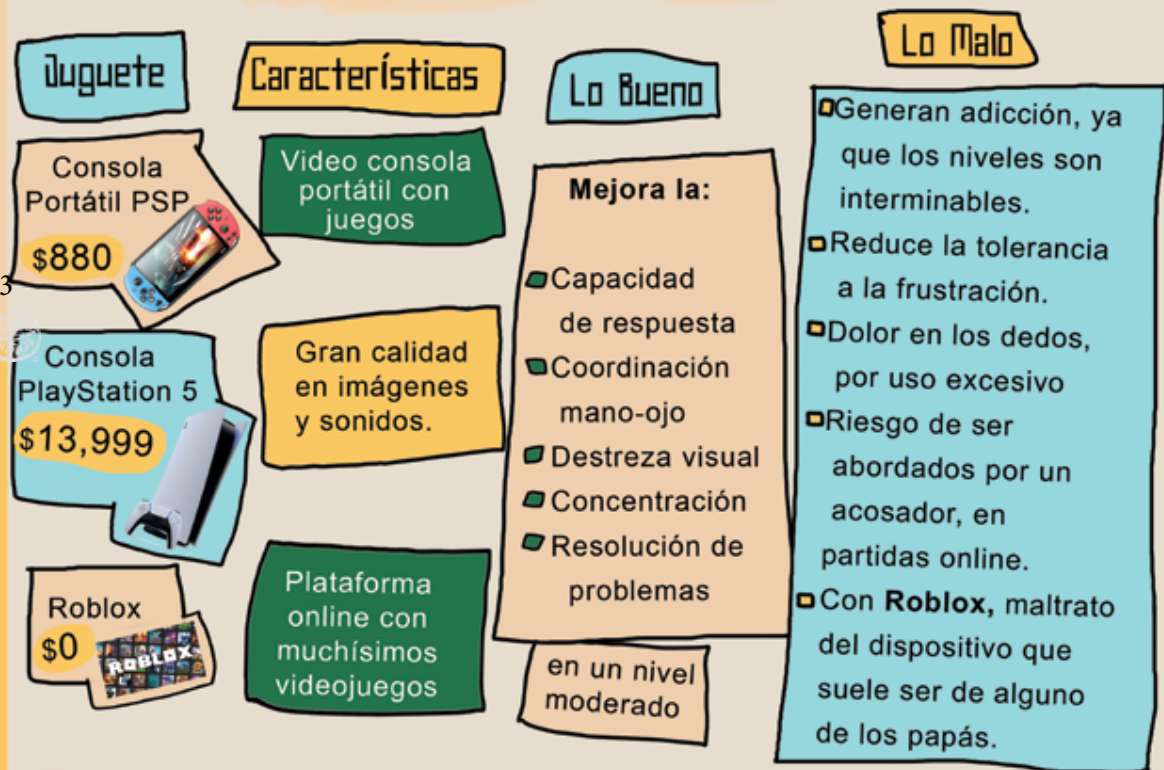 Juguete
Consola
Portátil PSP
$880
3
Consola
PlayStation 5
$13,999
Roblox
$0
ROBLOX
Características
Video consola
portátil con
juegos
Gran calidad
en imágenes
y sonidos.
Plataforma
online con
muchísimos
videojuegos
Lo Bueno
Mejora la:
Capacidad
de respuesta
Coordinación
mano-ojo
Destreza visual
Concentración
Resolución de
problemas
en un nivel
moderado
Lo Malo
Generan adicción, ya
que los niveles son
interminables.
Reduce la tolerancia
a la frustración.
Dolor en los dedos,
por uso excesivo
Riesgo de ser
abordados por un
acosador, en
partidas online.
Con Roblox, maltrato
del dispositivo que
suele ser de alguno
de los papás.